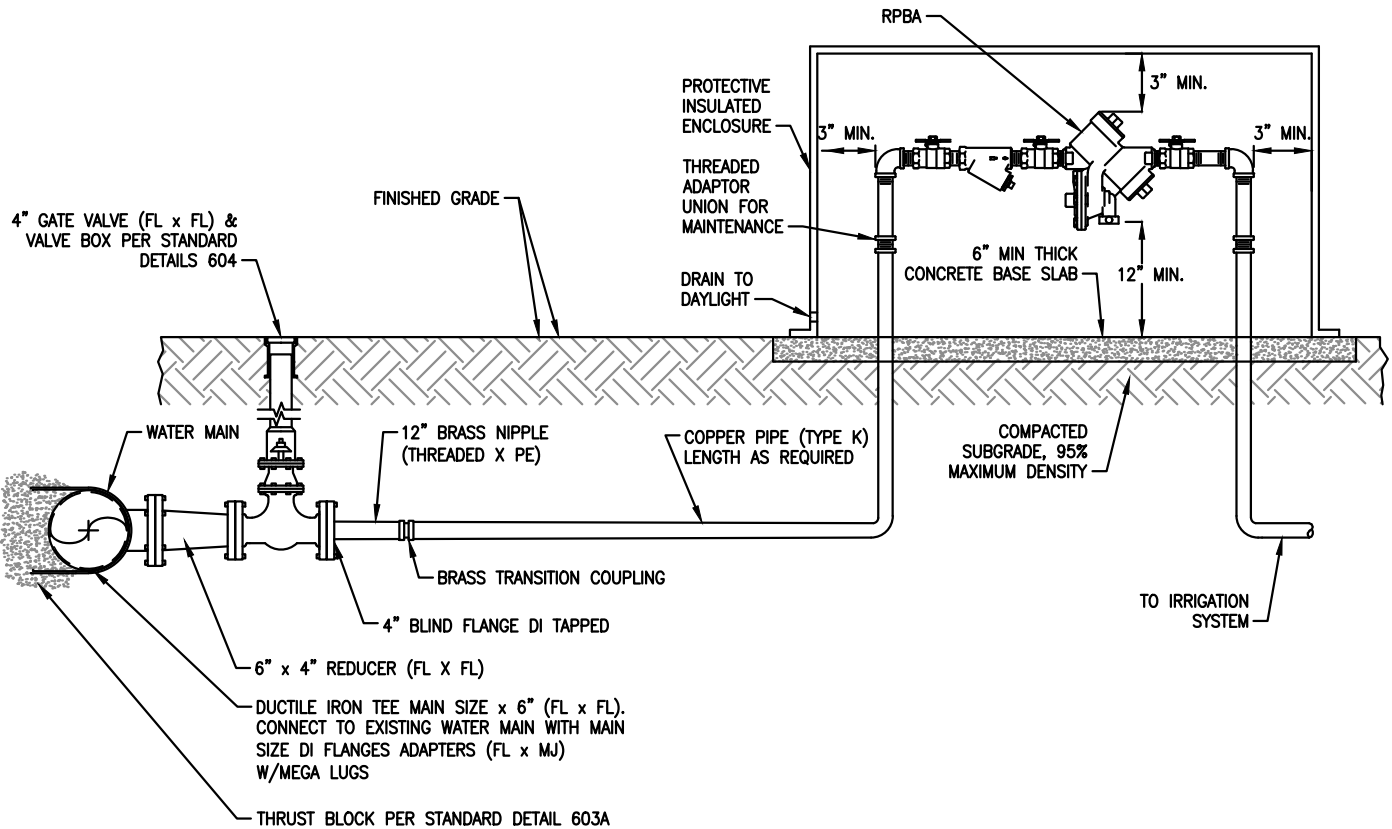 RPBA
3" MIN.
PROTECTIVE
INSULATED
ENCLOSURE
3" MIN.
3" MIN.
THREADED
ADAPTOR
UNION FOR
MAINTENANCE
FINISHED GRADE
4" GATE VALVE (FL x FL) &
VALVE BOX PER STANDARD
DETAILS 604
6" MIN THICK
CONCRETE BASE SLAB
12" MIN.
DRAIN TO
DAYLIGHT
WATER MAIN
12" BRASS NIPPLE
(THREADED X PE)
COPPER PIPE (TYPE K)
LENGTH AS REQUIRED
COMPACTED
SUBGRADE, 95%
MAXIMUM DENSITY
BRASS TRANSITION COUPLING
TO IRRIGATION
SYSTEM
4" BLIND FLANGE DI TAPPED
6" x 4" REDUCER (FL X FL)
DUCTILE IRON TEE MAIN SIZE x 6" (FL x FL).
CONNECT TO EXISTING WATER MAIN WITH MAIN
SIZE DI FLANGES ADAPTERS (FL x MJ)
W/MEGA LUGS
THRUST BLOCK PER STANDARD DETAIL 603A